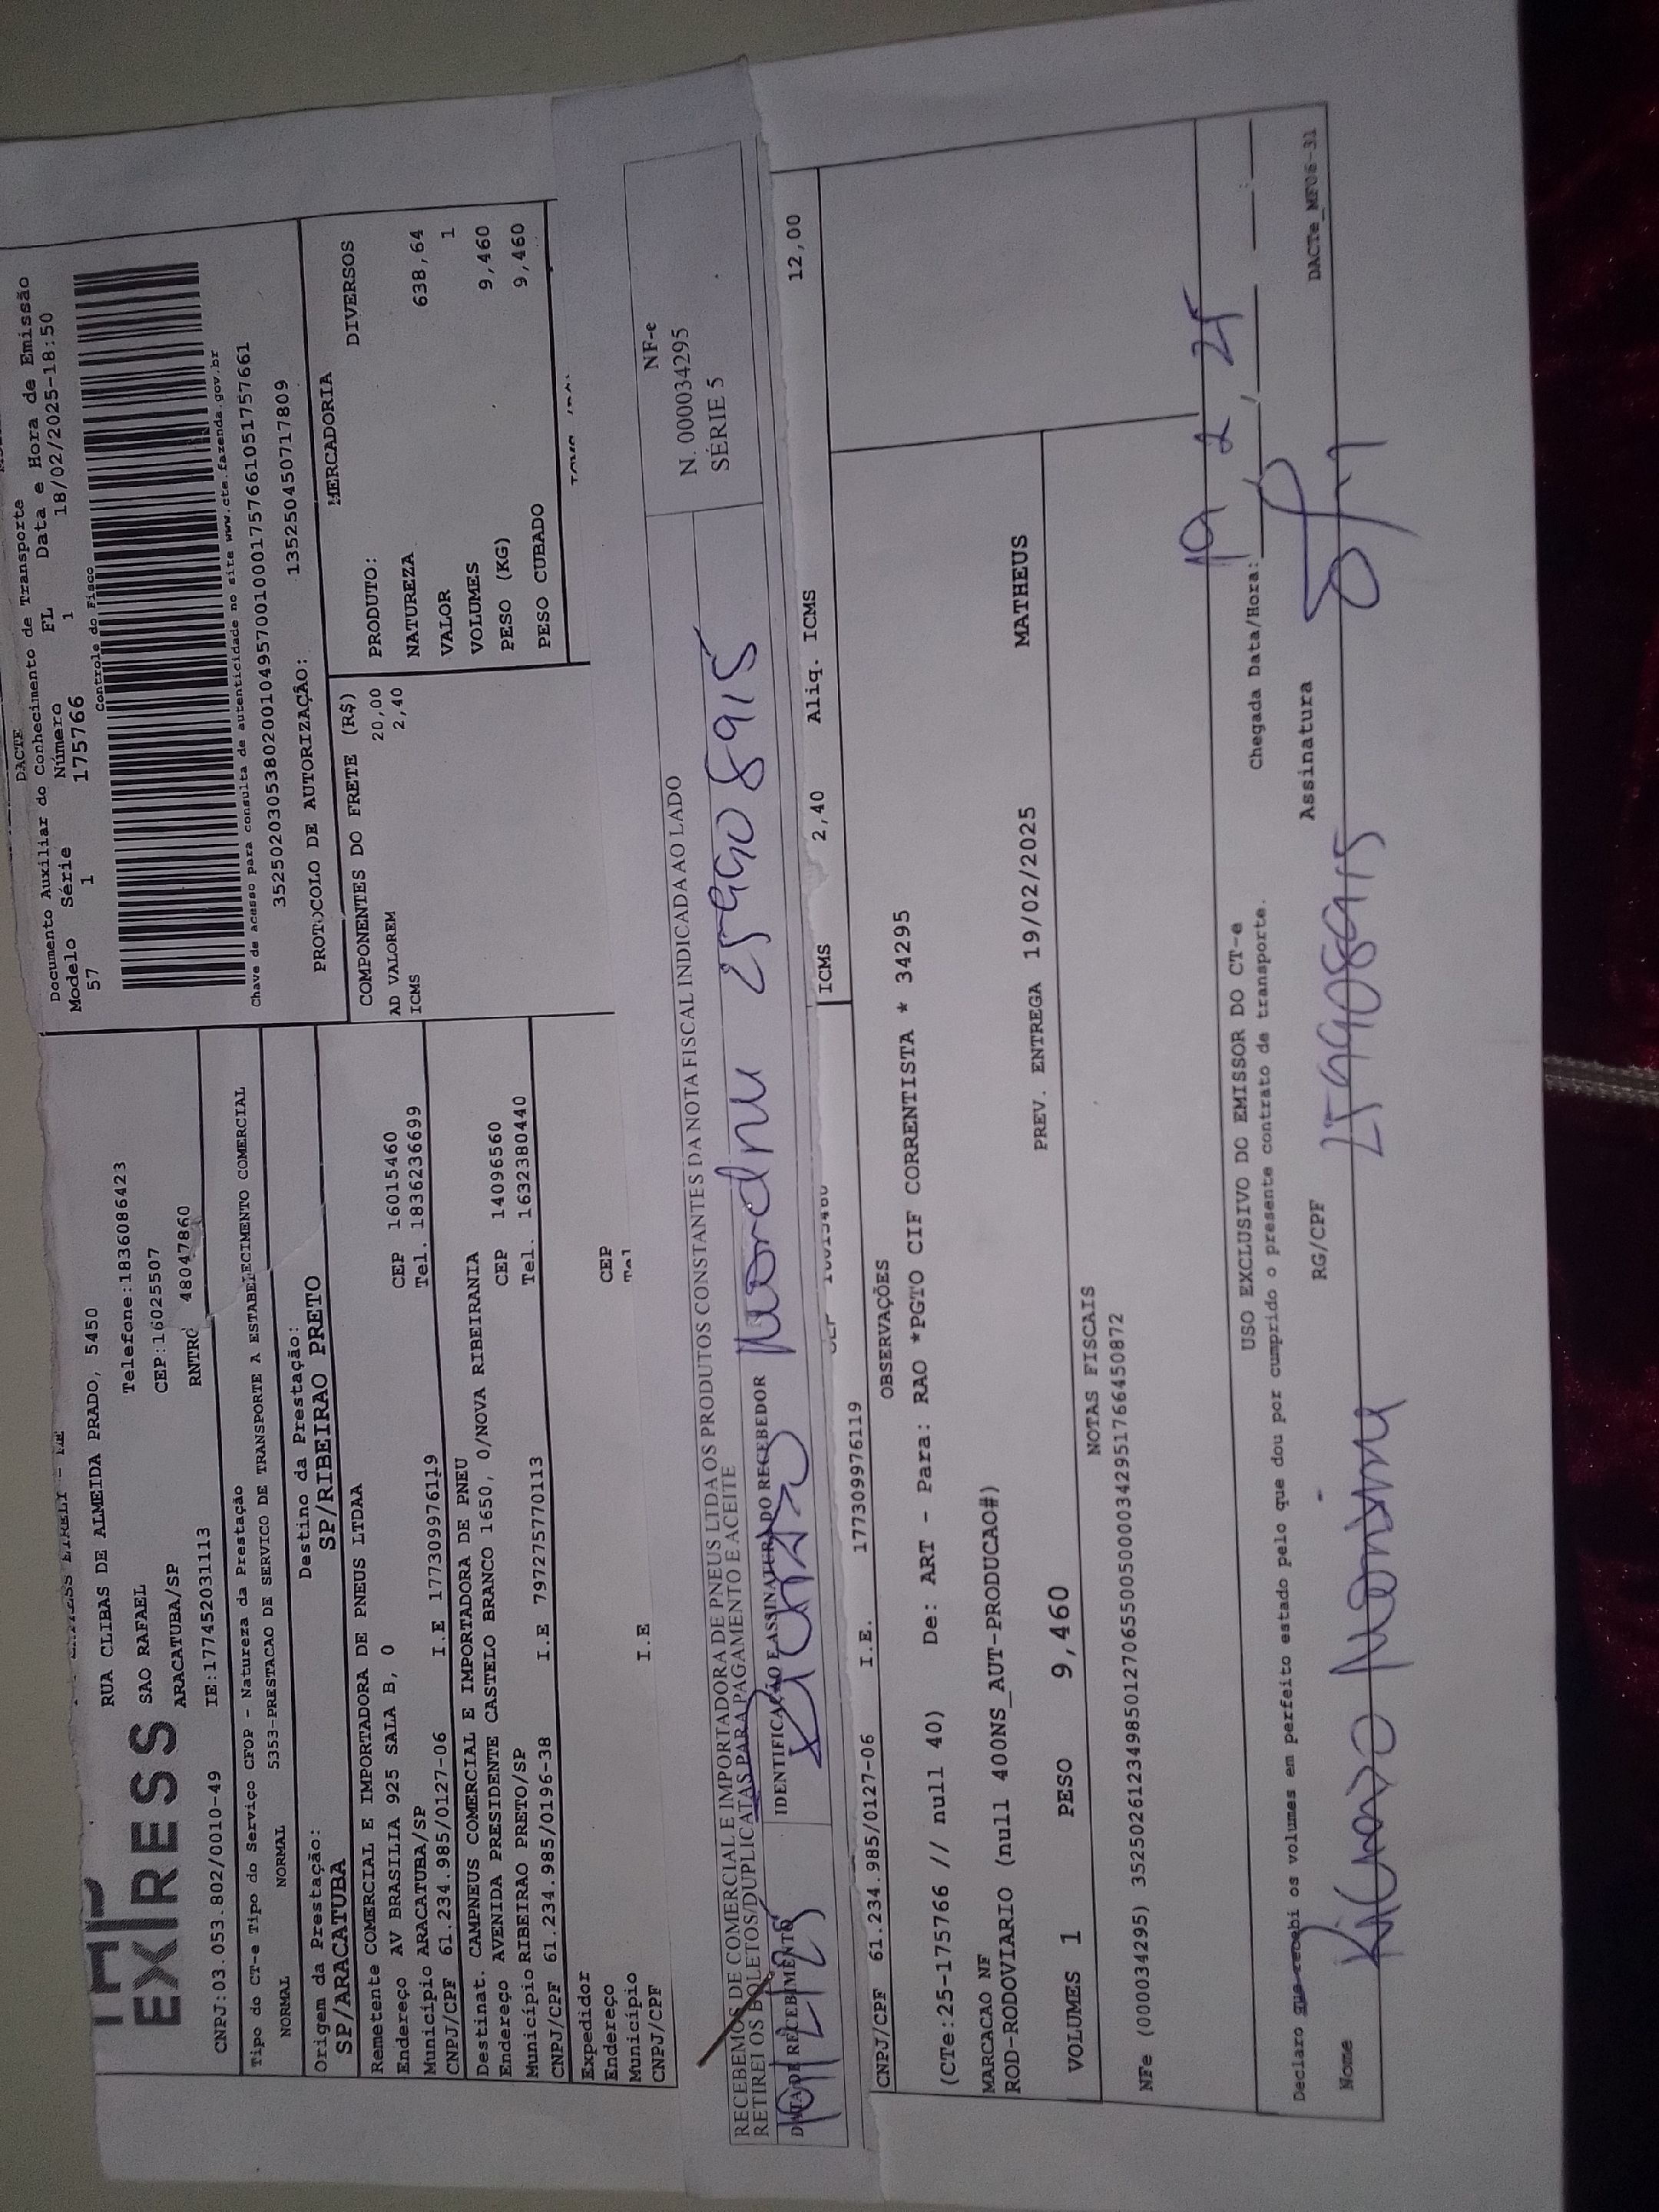 EXPRESS
RUA CLIBAS DE ALMEIDA PRADO, 5450
Telefone:1836086423
SAO RAFAEL
CEP:16025507
ARACATUBA/SP
RNTRC 48047860
CNPJ:03.053.802/0010-49 IE:177452031113
DACTE
Documento Auxiliar do Conhecimento de Transporte
Modelo Série Número FL Data e Hora de Emissão
57 1 175766 1 18/02/2025-18:50
Controle do Fisco
Chave de acesso para consulta de autenticidade no site www.cte.fazenda.gov.br
35250203053802001049570010001757661051757661
PROTOCOLO DE AUTORIZAÇÃO: 135250450717809
Tipo do CT-e Tipo do Serviço CFOP - Natureza da Prestação
NORMAL NORMAL 5353-PRESTACAO DE SERVICO DE TRANSPORTE A ESTABELECIMENTO COMERCIAL
Origem da Prestação: Destino da Prestação:
SP/ARACATUBA SP/RIBEIRAO PRETO
Remetente COMERCIAL E IMPORTADORA DE PNEUS LTDAA
Endereço AV BRASILIA 925 SALA B, 0 CEP 16015460
Município ARACATUBA/SP Tel. 1836236699
CNPJ/CPF 61.234.985/0127-06 I.E 177309976119
Destinat. CAMPNEUS COMERCIAL E IMPORTADORA DE PNEU
Endereço AVENIDA PRESIDENTE CASTELO BRANCO 1650, 0/NOVA RIBEIRANIA
Município RIBEIRAO PRETO/SP CEP 14096560
CNPJ/CPF 61.234.985/0196-38 I.E 797275770113 Tel. 1632380440
Expedidor
Endereço CEP
Município Tel
CNPJ/CPF I.E
COMPONENTES DO FRETE (R$)
AD VALOREM 20,00
ICMS 2,40
MERCADORIA
PRODUTO: DIVERSOS
NATUREZA
VALOR 638,64
VOLUMES 1
PESO (KG) 9,460
PESO CUBADO 9,460
RECEBEMOS DE COMERCIAL E IMPORTADORA DE PNEUS LTDA OS PRODUTOS CONSTANTES DA NOTA FISCAL INDICADA AO LADO
RETIREI OS BOLETOS/DUPLICATAS PARA PAGAMENTO E ACEITE
DATA DE RECEBIMENTO IDENTIFICAÇÃO E ASSINATURA DO RECEBEDOR
259908915
NF-e
N. 000034295
SÉRIE 5
CNPJ/CPF 61.234.985/0127-06 I.E. 177309976119
ICMS 2,40 Aliq. ICMS 12,00
OBSERVAÇÕES
(CTe:25-175766 // null 40) De: ART - Para: RAO *PGTO CIF CORRENTISTA * 34295
MARCACAO NF
ROD-RODOVIARIO (null 400NS_AUT-PRODUCAO#)
PREV. ENTREGA 19/02/2025 MATHEUS
VOLUMES 1 PESO 9,460
NOTAS FISCAIS
NFe (000034295) 35250261234985012706550050000342951766450872
USO EXCLUSIVO DO EMISSOR DO CT-e
Declaro que recebi os volumes em perfeito estado pelo que dou por cumprido o presente contrato de transporte.
Chegada Data/Hora: 19/2/25
Nome RG/CPF 259908915 Assinatura
DACTe_MF06-31